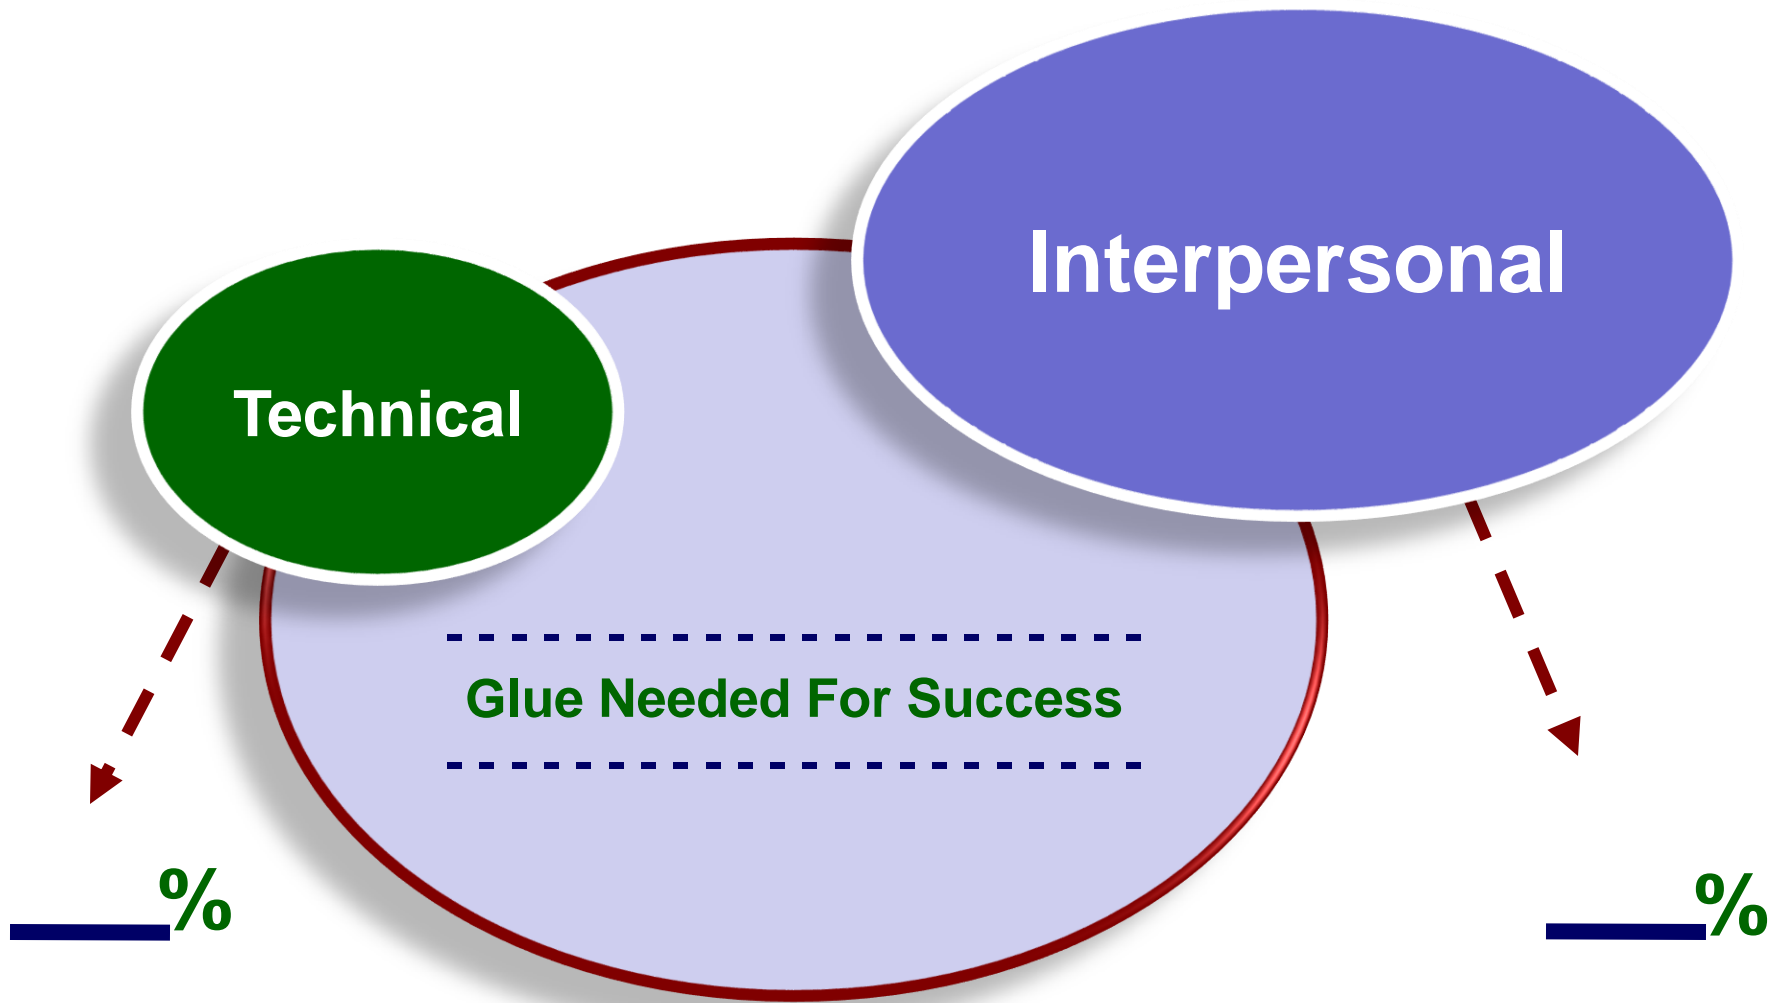 Interpersonal
Technical
Glue Needed For Success
%
%